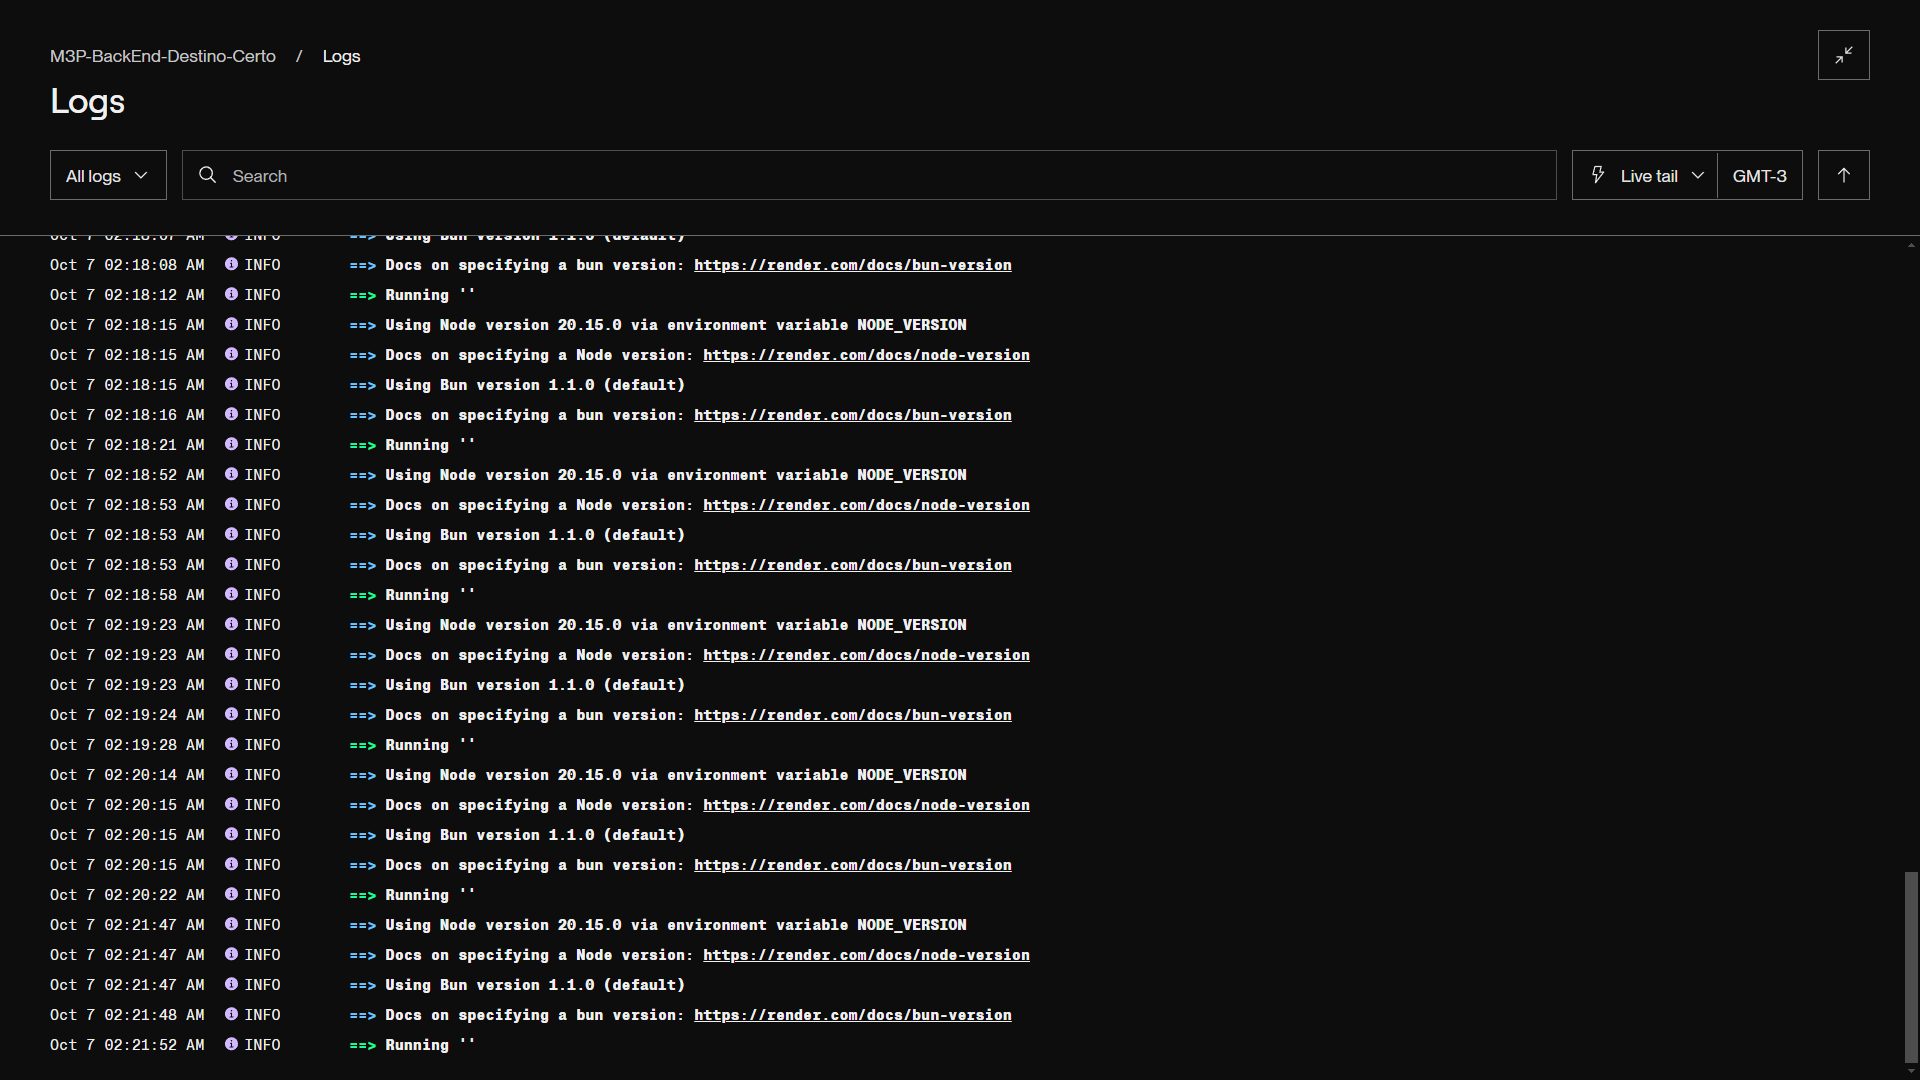 M3P-BackEnd-Destino-Certo / Logs
Logs
All logs
Search
Live tail
GMT-3
Oct 7 02:18:07 AM INFO ==> Using Bun version 1.1.0 (default)
Oct 7 02:18:08 AM INFO ==> Docs on specifying a bun version: https://render.com/docs/bun-version
Oct 7 02:18:12 AM INFO ==> Running ''
Oct 7 02:18:15 AM INFO ==> Using Node version 20.15.0 via environment variable NODE_VERSION
Oct 7 02:18:15 AM INFO ==> Docs on specifying a Node version: https://render.com/docs/node-version
Oct 7 02:18:15 AM INFO ==> Using Bun version 1.1.0 (default)
Oct 7 02:18:16 AM INFO ==> Docs on specifying a bun version: https://render.com/docs/bun-version
Oct 7 02:18:21 AM INFO ==> Running ''
Oct 7 02:18:52 AM INFO ==> Using Node version 20.15.0 via environment variable NODE_VERSION
Oct 7 02:18:53 AM INFO ==> Docs on specifying a Node version: https://render.com/docs/node-version
Oct 7 02:18:53 AM INFO ==> Using Bun version 1.1.0 (default)
Oct 7 02:18:53 AM INFO ==> Docs on specifying a bun version: https://render.com/docs/bun-version
Oct 7 02:18:58 AM INFO ==> Running ''
Oct 7 02:19:23 AM INFO ==> Using Node version 20.15.0 via environment variable NODE_VERSION
Oct 7 02:19:23 AM INFO ==> Docs on specifying a Node version: https://render.com/docs/node-version
Oct 7 02:19:23 AM INFO ==> Using Bun version 1.1.0 (default)
Oct 7 02:19:24 AM INFO ==> Docs on specifying a bun version: https://render.com/docs/bun-version
Oct 7 02:19:28 AM INFO ==> Running ''
Oct 7 02:20:14 AM INFO ==> Using Node version 20.15.0 via environment variable NODE_VERSION
Oct 7 02:20:15 AM INFO ==> Docs on specifying a Node version: https://render.com/docs/node-version
Oct 7 02:20:15 AM INFO ==> Using Bun version 1.1.0 (default)
Oct 7 02:20:15 AM INFO ==> Docs on specifying a bun version: https://render.com/docs/bun-version
Oct 7 02:20:22 AM INFO ==> Running ''
Oct 7 02:21:47 AM INFO ==> Using Node version 20.15.0 via environment variable NODE_VERSION
Oct 7 02:21:47 AM INFO ==> Docs on specifying a Node version: https://render.com/docs/node-version
Oct 7 02:21:47 AM INFO ==> Using Bun version 1.1.0 (default)
Oct 7 02:21:48 AM INFO ==> Docs on specifying a bun version: https://render.com/docs/bun-version
Oct 7 02:21:52 AM INFO ==> Running ''